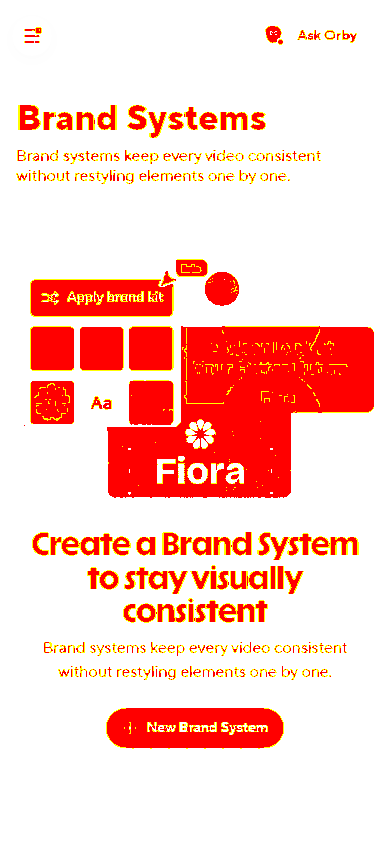 Ask Orby
Brand Systems
Brand systems keep every video consistent
without restyling elements one by one.
Apply brand kit
Aa
Fiora
Create a Brand System
to stay visually
consistent
Brand systems keep every video consistent
without restyling elements one by one.
New Brand System